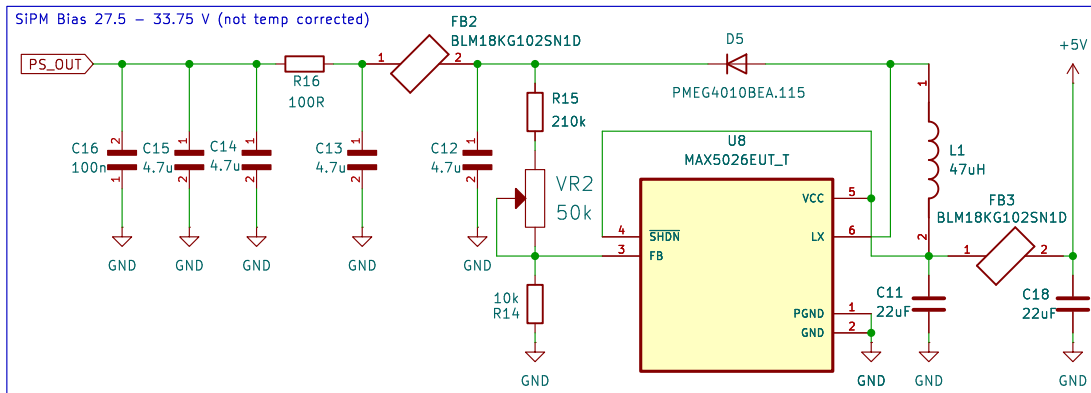 SiPM Bias 27.5 - 33.75 V (not temp corrected)
FB2
BLM18KG102SN1D
D5
+5V
PS_OUT
1
2
R16
100R
PMEG4010BEA.115
1
R15
210k
U8
MAX5026EUT_T
L1
47uH
2
C16
100n
1
1
C15
4.7u
2
1
C14
4.7u
2
1
C13
4.7u
2
1
C12
4.7u
2
VR2
50k
VCC
5
FB3
BLM18KG102SN1D
4
SHDN
LX
6
2
3
FB
1
2
GND
GND
GND
GND
GND
10k
R14
C11
22uF
C18
22uF
PGND
1
GND
2
GND
GND
GND
GND